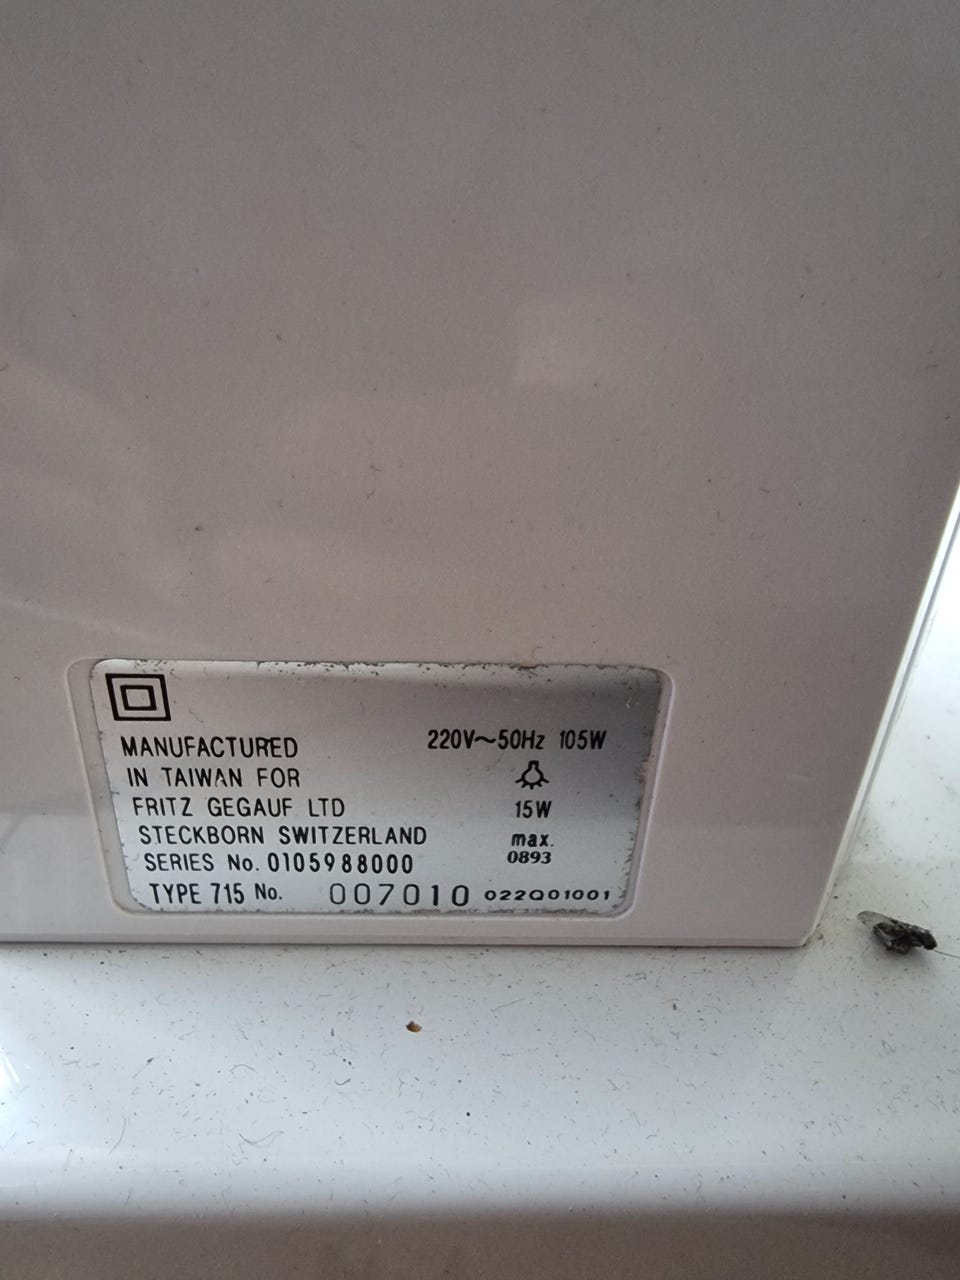 MANUFACTURED
IN TAIWAN FOR
FRITZ GEGAUF LTD
STECKBORN SWITZERLAND
SERIES No. 0105988000
TYPE 715 No. 007010 022Q01001
220V~50Hz 105W
15W
max.
0893